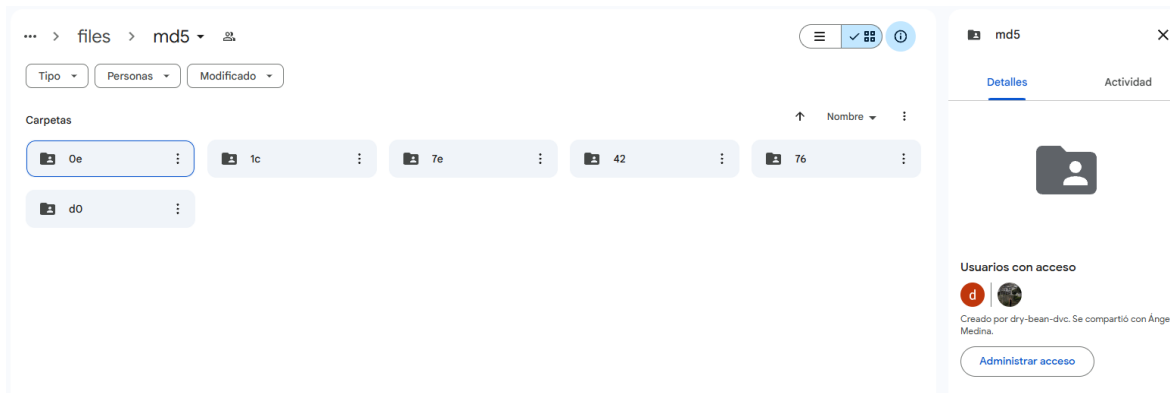 ... > files > md5
Tipo Personas Modificado
Carpetas
Nombre
0e 1c 7e 42 76
d0
md5
Detalles Actividad
Usuarios con acceso
d
Creado por dry-bean-dvc. Se compartió con Ánge
Medina.
Administrar acceso